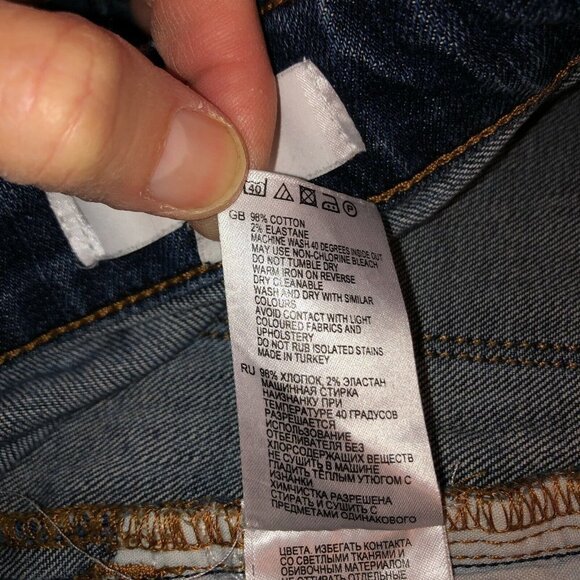 40 P
GB 98% COTTON
2% ELASTANE
MACHINE WASH 40 DEGREES INSIDE OUT
MAY USE NON-CHLORINE BLEACH
DO NOT TUMBLE DRY
WARM IRON ON REVERSE
DRY CLEANABLE
WASH AND DRY WITH SIMILAR
COLOURS
AVOID CONTACT WITH LIGHT
COLOURED FABRICS AND
UPHOLSTERY
DO NOT RUB ISOLATED STAINS
MADE IN TURKEY
RU 98% ХЛОПОК, 2% ЭЛАСТАН
МАШИННАЯ СТИРКА
НАИЗНАНКУ ПРИ
ТЕМПЕРАТУРЕ 40 ГРАДУСОВ
РАЗРЕШАЕТСЯ
ИСПОЛЬЗОВАНИЕ
ОТБЕЛИВАТЕЛЯ БЕЗ
ХЛОРСОДЕРЖАЩИХ ВЕЩЕСТВ
НЕ СУШИТЬ В МАШИНЕ
ГЛАДИТЬ ТЁПЛЫМ УТЮГОМ С
ИЗНАНКИ
ХИМЧИСТКА РАЗРЕШЕНА
СТИРАТЬ И СУШИТЬ С
ПРЕДМЕТАМИ ОДИНАКОВОГО
ЦВЕТА ИЗБЕГАТЬ КОНТАКТА
СО СВЕТЛЫМИ ТКАНЯМИ И
ОБИВОЧНЫМ МАТЕРИАЛОМ
ОТДЕЛЬНЫЕ